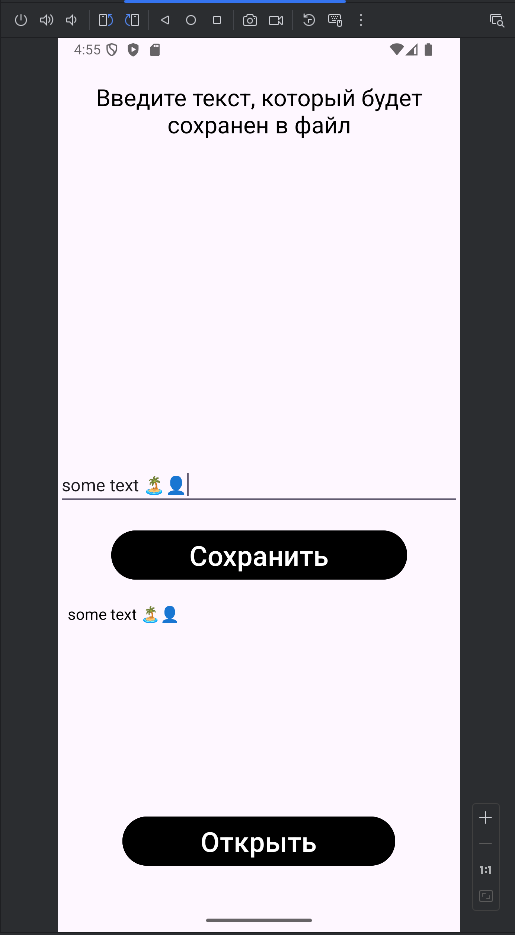 4:55
Введите текст, который будет
сохранен в файл
some text 🏝️👤
Сохранить
some text 🏝️👤
Открыть
1:1